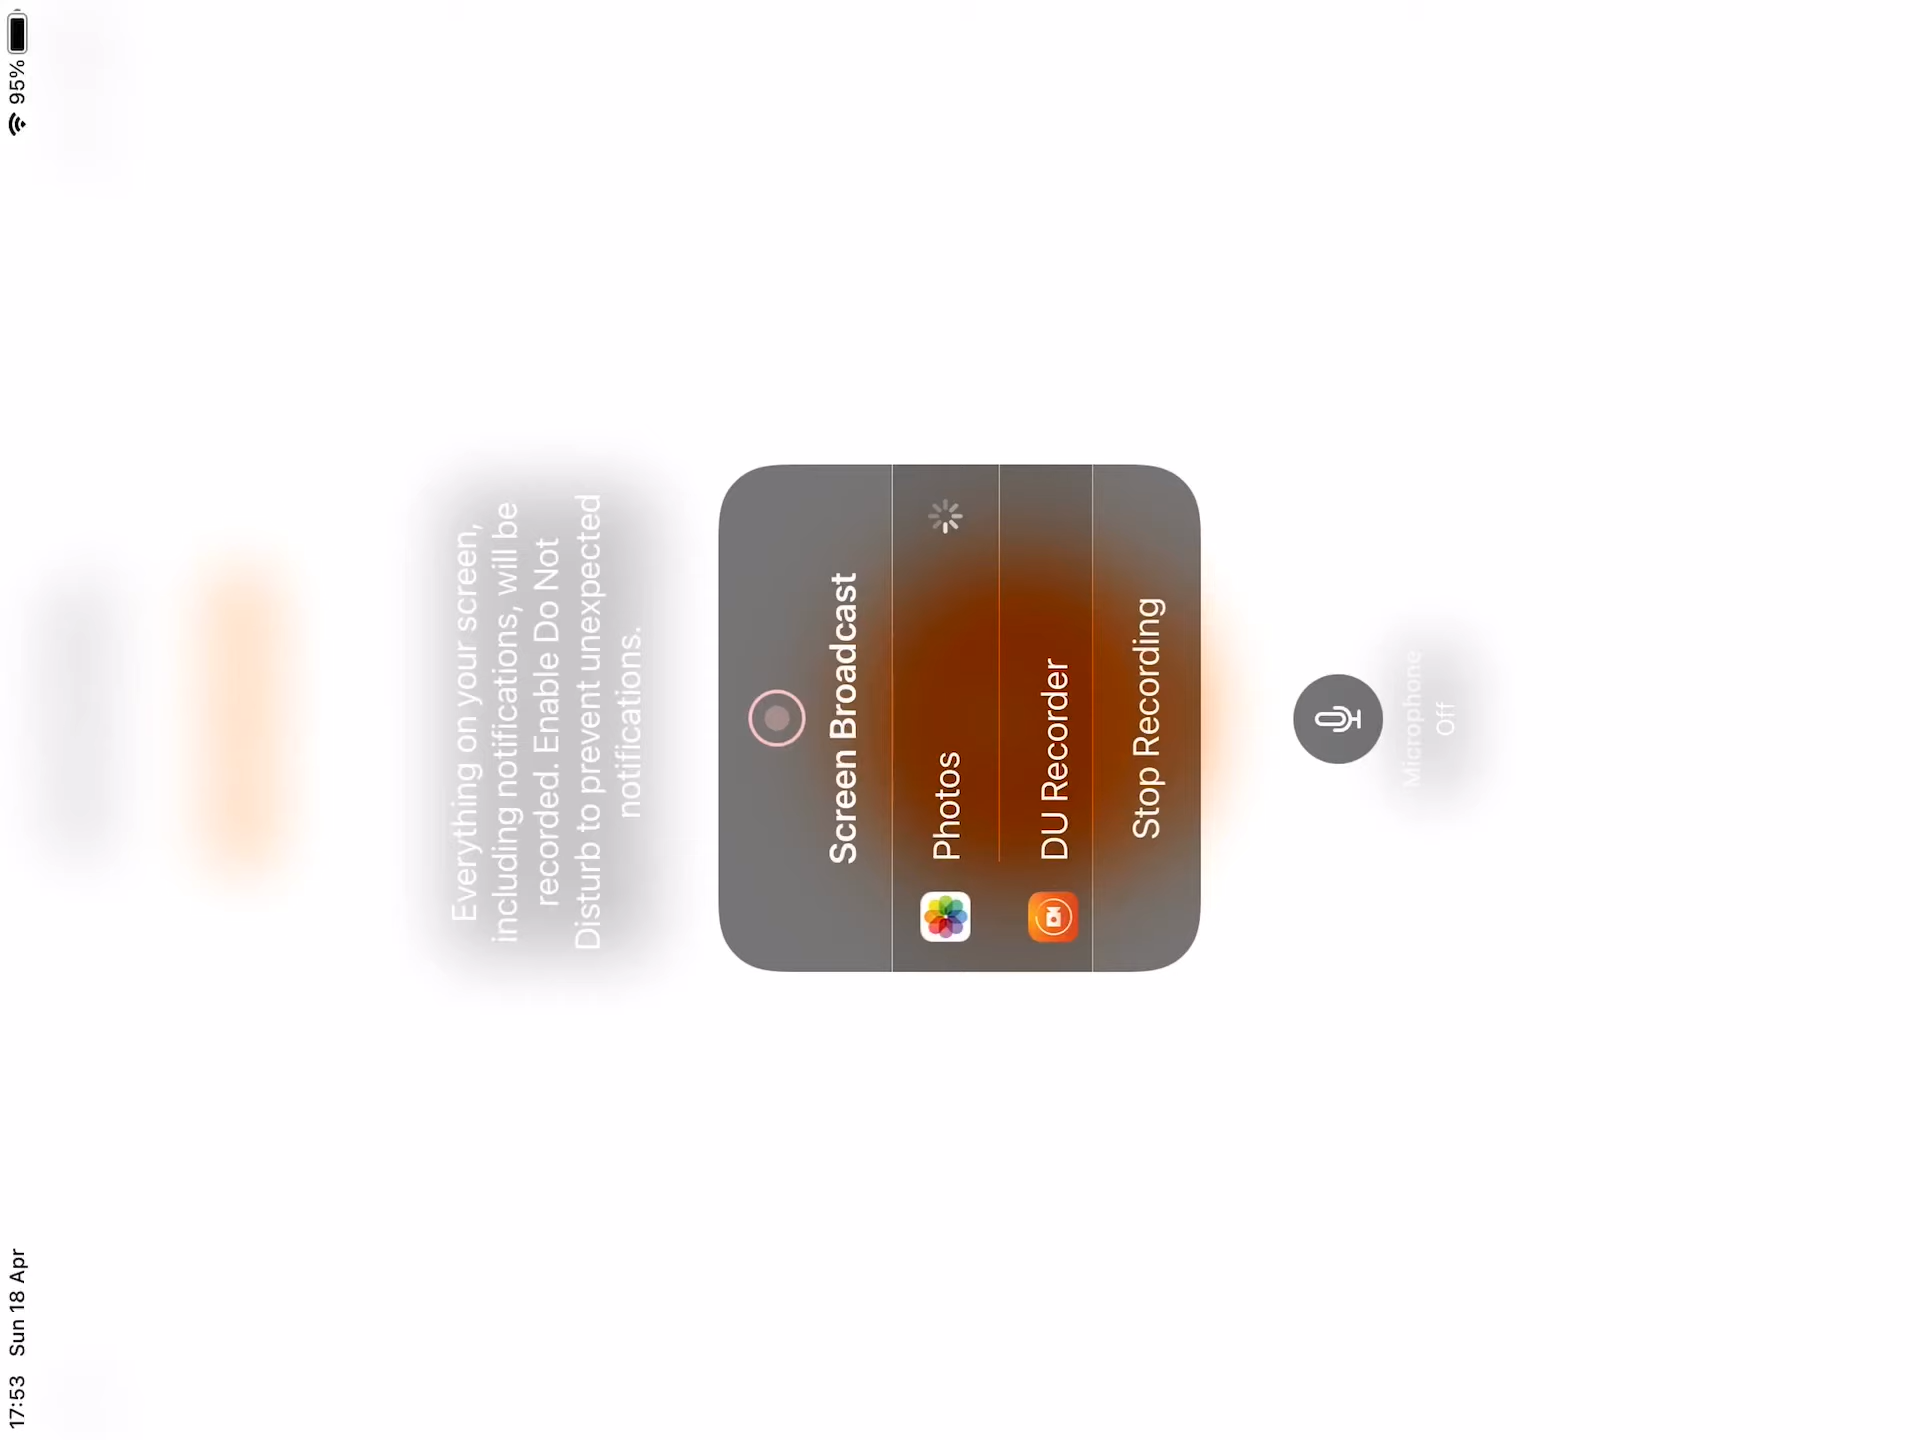 17:53 Sun 18 Apr
95%
Everything on your screen,
including notifications, will be
recorded. Enable Do Not
Disturb to prevent unexpected
notifications.
Screen Broadcast
Photos
DU Recorder
Stop Recording
Microphone
Off